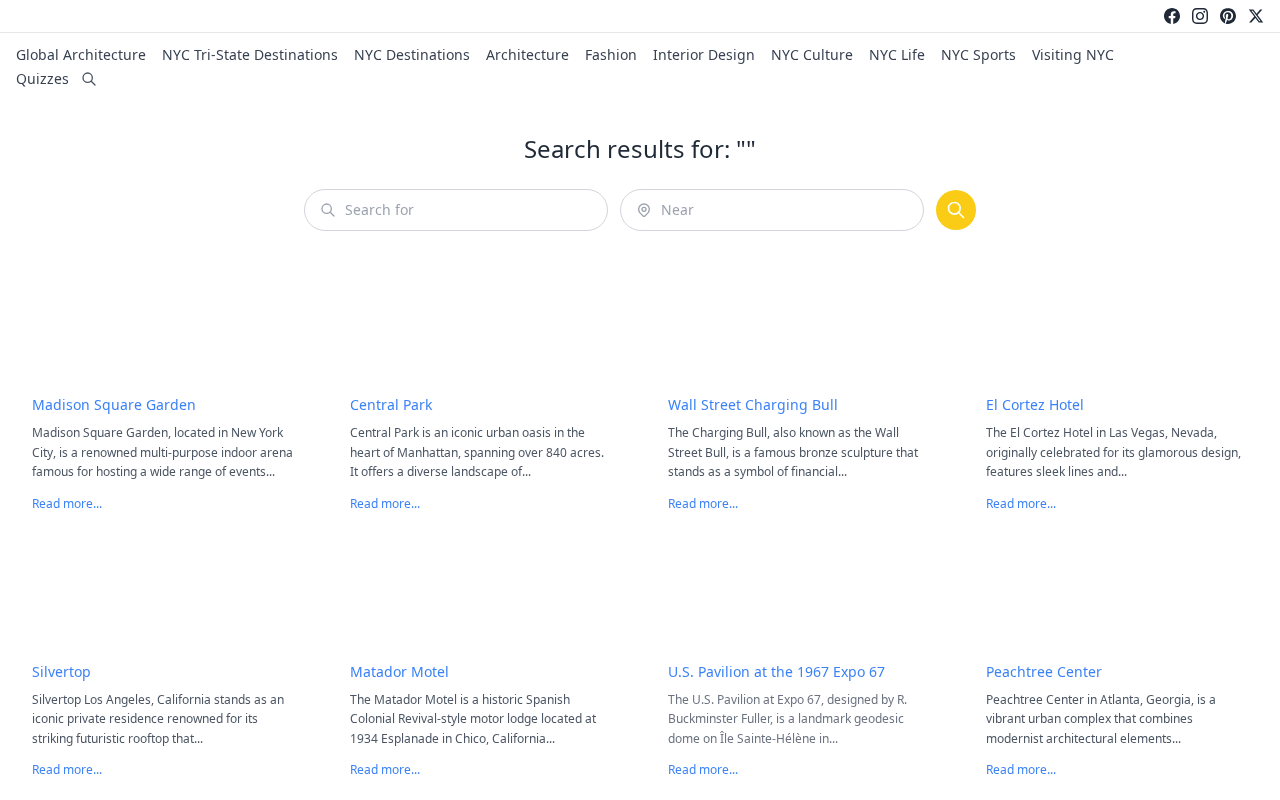 Global Architecture NYC Tri-State Destinations NYC Destinations Architecture Fashion Interior Design NYC Culture NYC Life NYC Sports Visiting NYC
Quizzes
Search results for: ""
Search for
Near
Madison Square Garden
Madison Square Garden, located in New York
City, is a renowned multi-purpose indoor arena
famous for hosting a wide range of events...
Read more...
Central Park
Central Park is an iconic urban oasis in the
heart of Manhattan, spanning over 840 acres.
It offers a diverse landscape of...
Read more...
Wall Street Charging Bull
The Charging Bull, also known as the Wall
Street Bull, is a famous bronze sculpture that
stands as a symbol of financial...
Read more...
El Cortez Hotel
The El Cortez Hotel in Las Vegas, Nevada,
originally celebrated for its glamorous design,
features sleek lines and...
Read more...
Silvertop
Silvertop Los Angeles, California stands as an
iconic private residence renowned for its
striking futuristic rooftop that...
Read more...
Matador Motel
The Matador Motel is a historic Spanish
Colonial Revival-style motor lodge located at
1934 Esplanade in Chico, California...
Read more...
U.S. Pavilion at the 1967 Expo 67
The U.S. Pavilion at Expo 67, designed by R.
Buckminster Fuller, is a landmark geodesic
dome on Île Sainte-Hélène in...
Read more...
Peachtree Center
Peachtree Center in Atlanta, Georgia, is a
vibrant urban complex that combines
modernist architectural elements...
Read more...